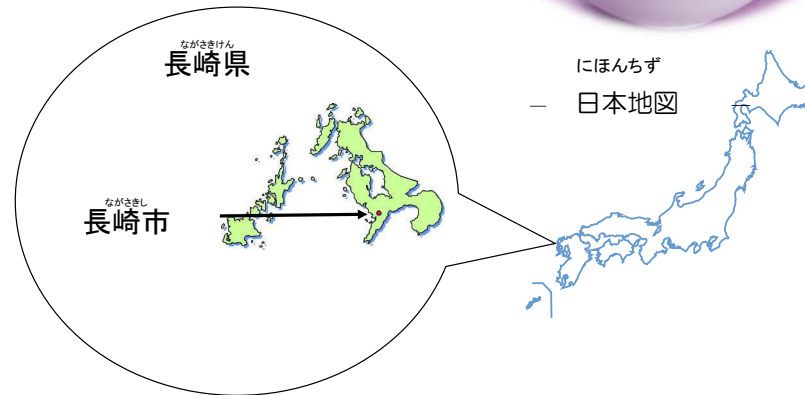 ながさきけん
長崎県
ながさきし
長崎市
にほんちず
日本地図